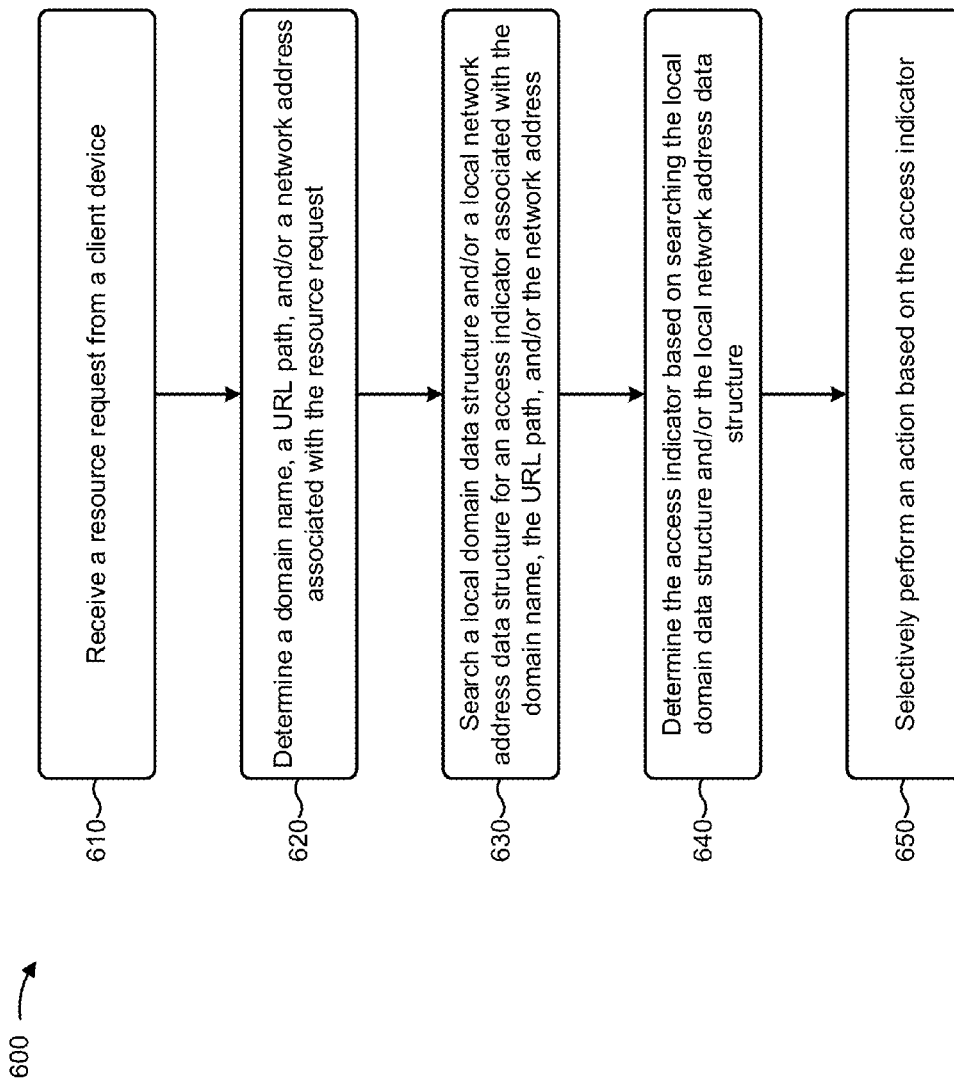 600
610
Receive a resource request from a client device
620
Determine a domain name, a URL path, and/or a network address
associated with the resource request
630
Search a local domain data structure and/or a local network
address data structure for an access indicator associated with the
domain name, the URL path, and/or the network address
640
Determine the access indicator based on searching the local
domain data structure and/or the local network address data
structure
650
Selectively perform an action based on the access indicator